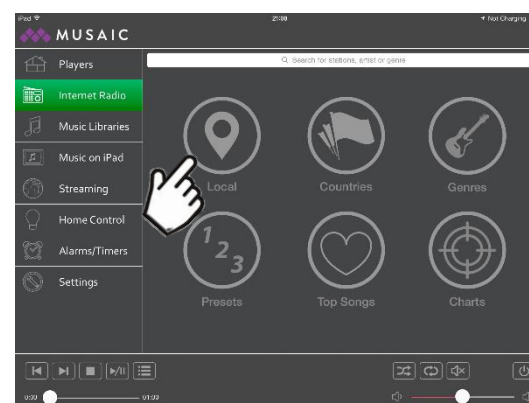 iPad 21:00 Not Charging
MUSAIC
Players
Search for stations, artist or genre
Internet Radio
Music Libraries
Music on iPad
Streaming
Home Control
Alarms/Timers
Settings
Local Countries Genres
1 2 3
Presets Top Songs Charts
0:00 01:03